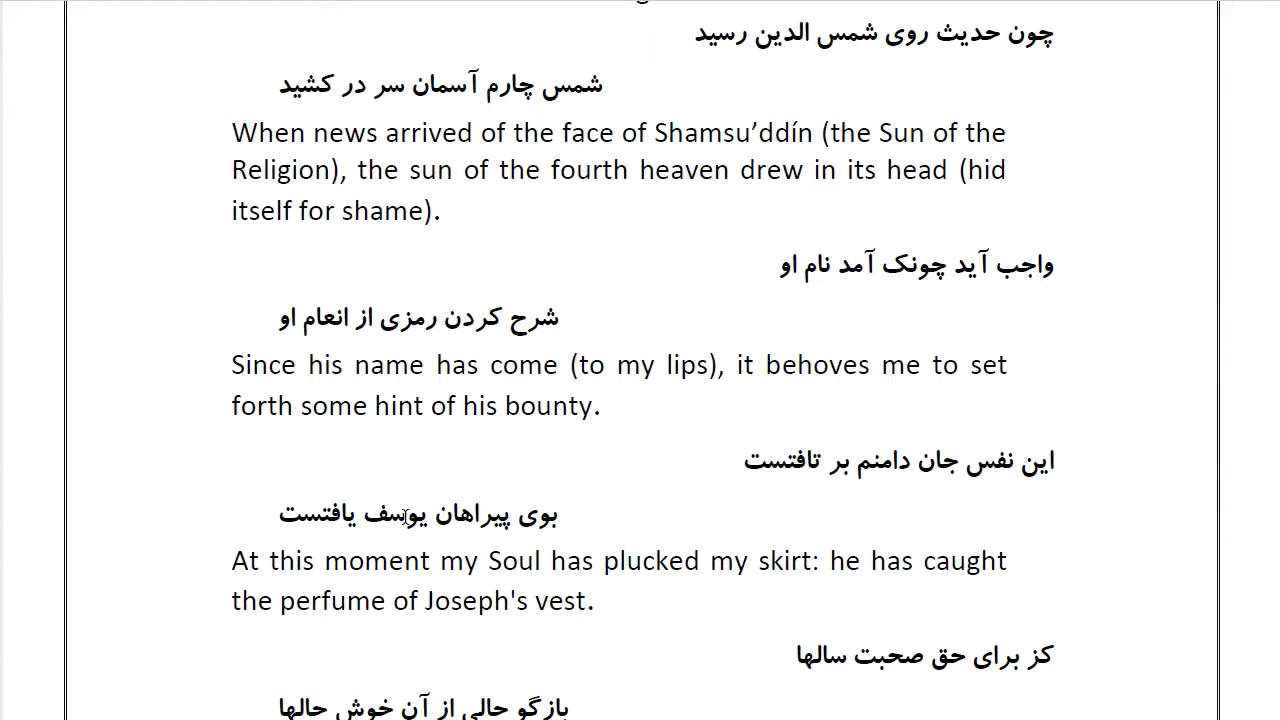 چون حدیث روی شمس الدین رسید
شمس چارم آسمان سر در کشید
When news arrived of the face of Shamsu’ddín (the Sun of the
Religion), the sun of the fourth heaven drew in its head (hid
itself for shame).
واجب آید چونک آمد نام او
شرح کردن رمزی از انعام او
Since his name has come (to my lips), it behoves me to set
forth some hint of his bounty.
این نفس جان دامنم بر تافتست
بوی پیراهان یوسف یافتست
At this moment my Soul has plucked my skirt: he has caught
the perfume of Joseph's vest.
کز برای حق صحبت سالها
بازگو حالی از آن خوش حالها